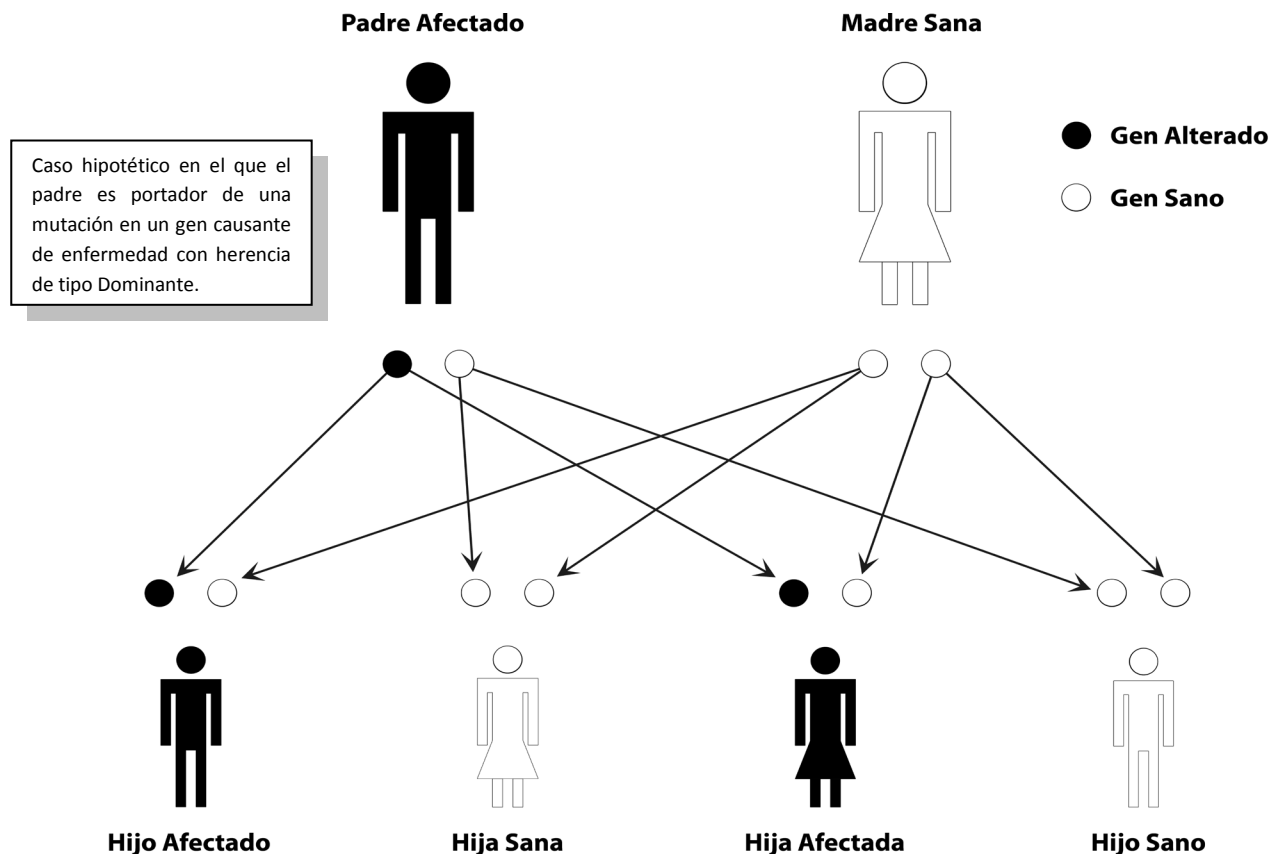 Padre Afectado
Madre Sana
Caso hipotético en el que el
padre es portador de una
mutación en un gen causante
de enfermedad con herencia
de tipo Dominante.
Gen Alterado
Gen Sano
Hijo Afectado
Hija Sana
Hija Afectada
Hijo Sano